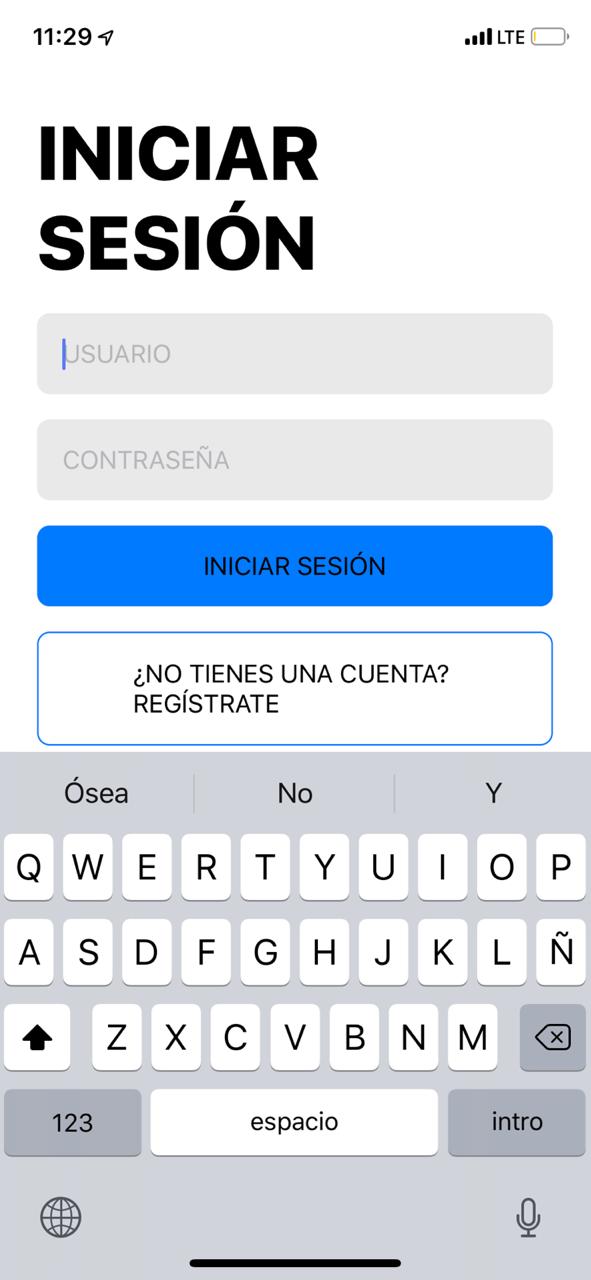 11:29 LTE
INICIAR
SESIÓN
USUARIO
CONTRASEÑA
INICIAR SESIÓN
¿NO TIENES UNA CUENTA?
REGÍSTRATE
Ósea No Y
Q W E R T Y U I O P
A S D F G H J K L Ñ
Z X C V B N M
123 espacio intro